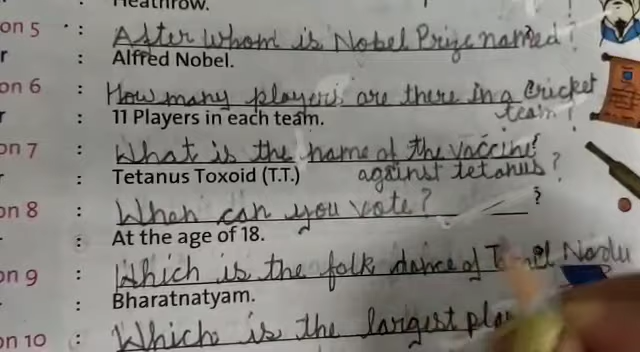 Heathrow.
on 5 : After whom is Nobel Prize named?
r : Alfred Nobel.
on 6 : How many players are there in a Cricket team?
r : 11 Players in each team.
on 7 : What is the name of the vaccine?
against tetanus?
r : Tetanus Toxoid (T.T.)
on 8 : When can you vote? ?
: At the age of 18.
on 9 : Which is the folk dance of Nadu
: Bharatnatyam.
on 10 : Which is the largest